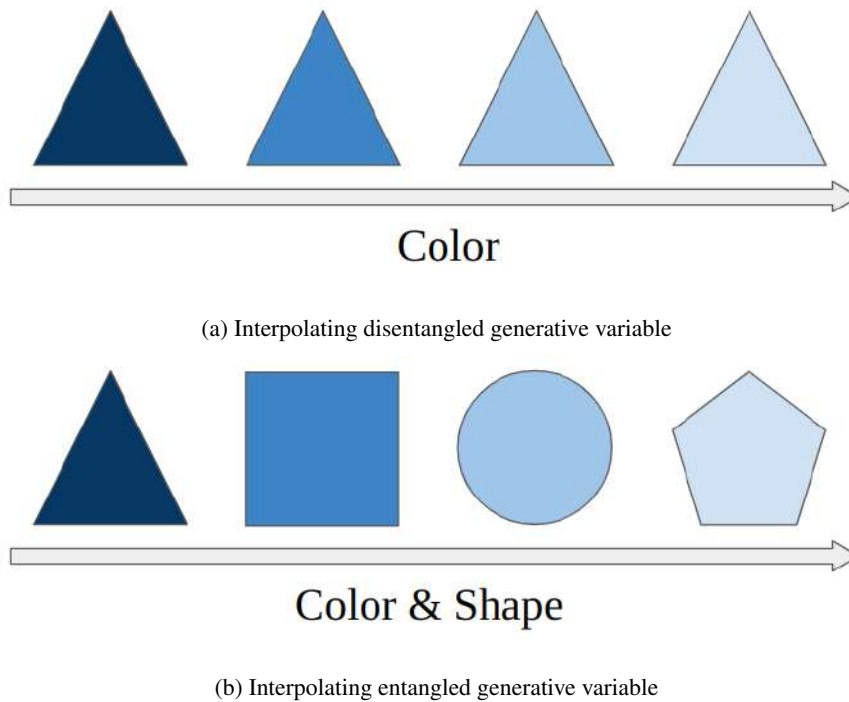 Color
(a) Interpolating disentangled generative variable
Color & Shape
(b) Interpolating entangled generative variable